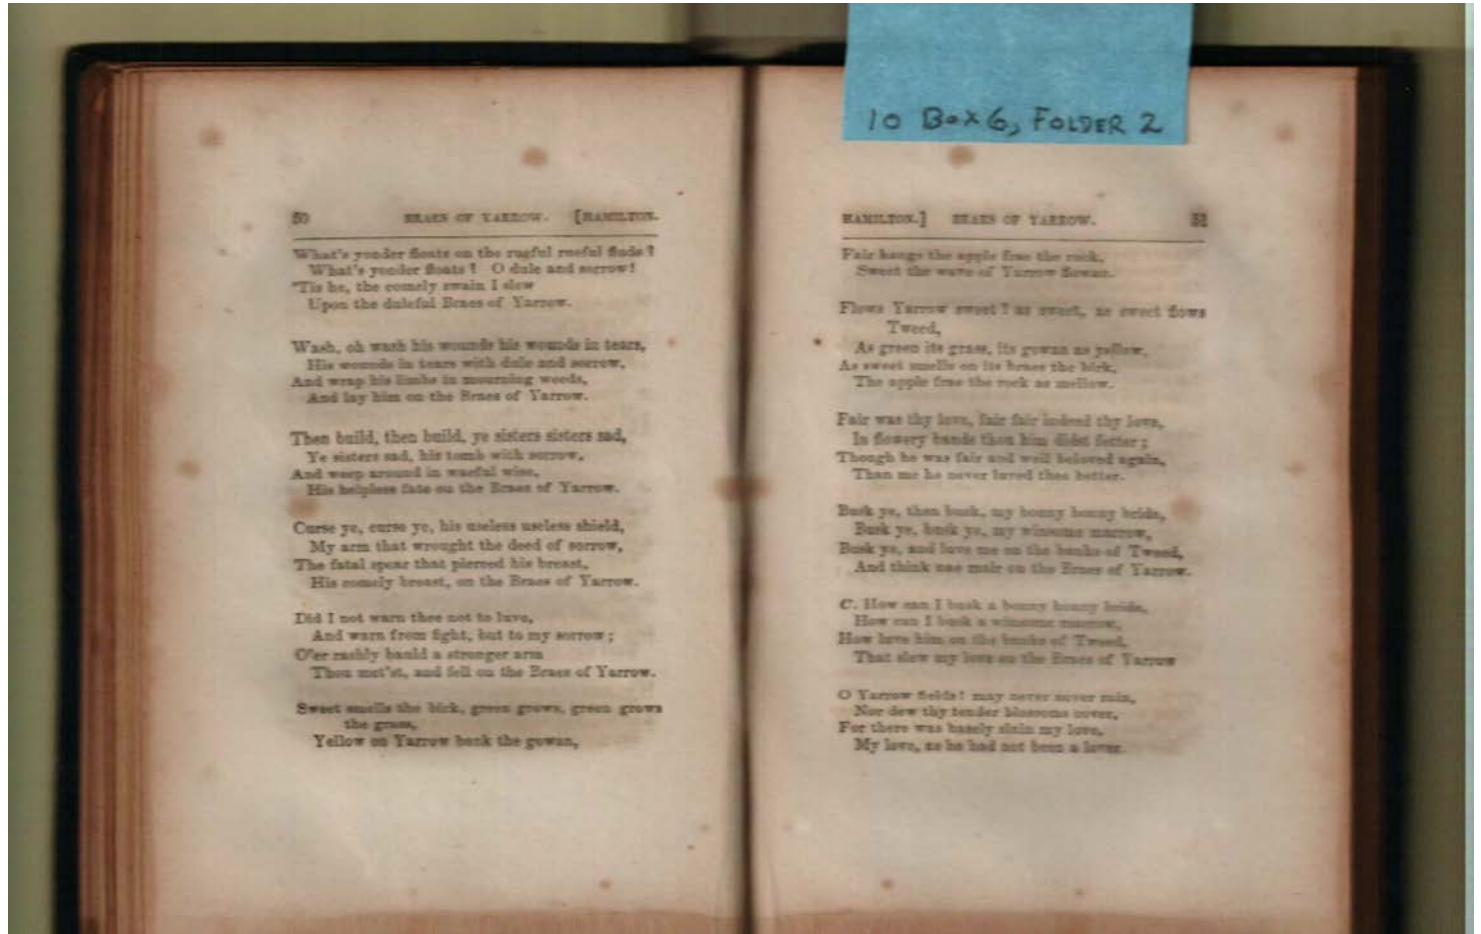 10 Box 6, FOLDER 2
50 BRAES OF YARROW. [HAMILTON.
What's yonder floats on the rueful rueful flude?
What's yonder floats? O dule and sorrow!
'Tis he, the comely swain I slew
Upon the duleful Braes of Yarrow.
Wash, oh wash his wounds his wounds in tears,
His wounds in tears with dule and sorrow,
And wrap his limbs in mourning weeds,
And lay him on the Braes of Yarrow.
Then build, then build, ye sisters sisters sad,
Ye sisters sad, his tomb with sorrow,
And weep around in waeful wise,
His helpless fate on the Braes of Yarrow.
Curse ye, curse ye, his useless useless shield,
My arm that wrought the deed of sorrow,
The fatal spear that pierced his breast,
His comely breast, on the Braes of Yarrow.
Did I not warn thee not to luve,
And warn from fight, but to my sorrow;
O'er rashly bauld a stronger arm
Thou met'st, and fell on the Braes of Yarrow.
Sweet smells the birk, green grows, green grows
the grass,
Yellow on Yarrow bank the gowan,
HAMILTON.] BRAES OF YARROW.
Fair hangs the apple frae the rock,
Sweet the wave of Yarrow flowan.
Flows Yarrow sweet? as sweet, as sweet flows
Tweed,
As green its grass, its gowan as yellow,
As sweet smells on its braes the birk,
The apple frae the rock as mellow.
Fair was thy love, fair fair indeed thy love,
In flowery bands thou him didst fetter;
Though he was fair and weil beloved again,
Than me he never lueved thee better.
Busk ye, then busk, my bonny bonny bride,
Busk ye, busk ye, my winsome marrow,
Busk ye, and luve me on the banks of Tweed,
And think nae mair on the Braes of Yarrow.
C. How can I busk a bonny bonny bride,
How can I busk a winsome marrow,
How luve him on the banks of Tweed,
That slew my luve on the Braes of Yarrow
O Yarrow fields! may never never rain,
Nor dew thy tender blossoms cover,
For there was basely slain my luve,
My luve, as he had not been a lover.